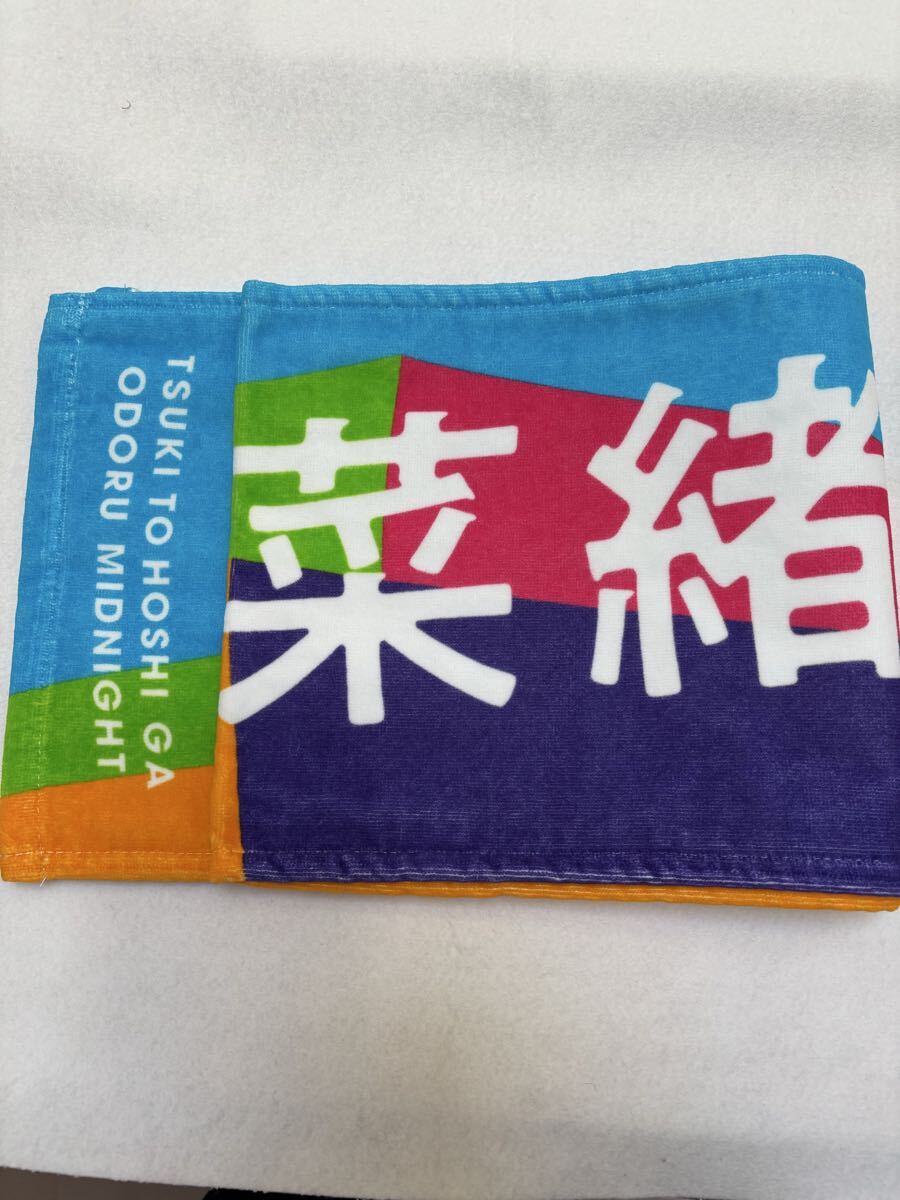 TSUKI TO HOSHI GA
ODORU MIDNIGHT
菜緒